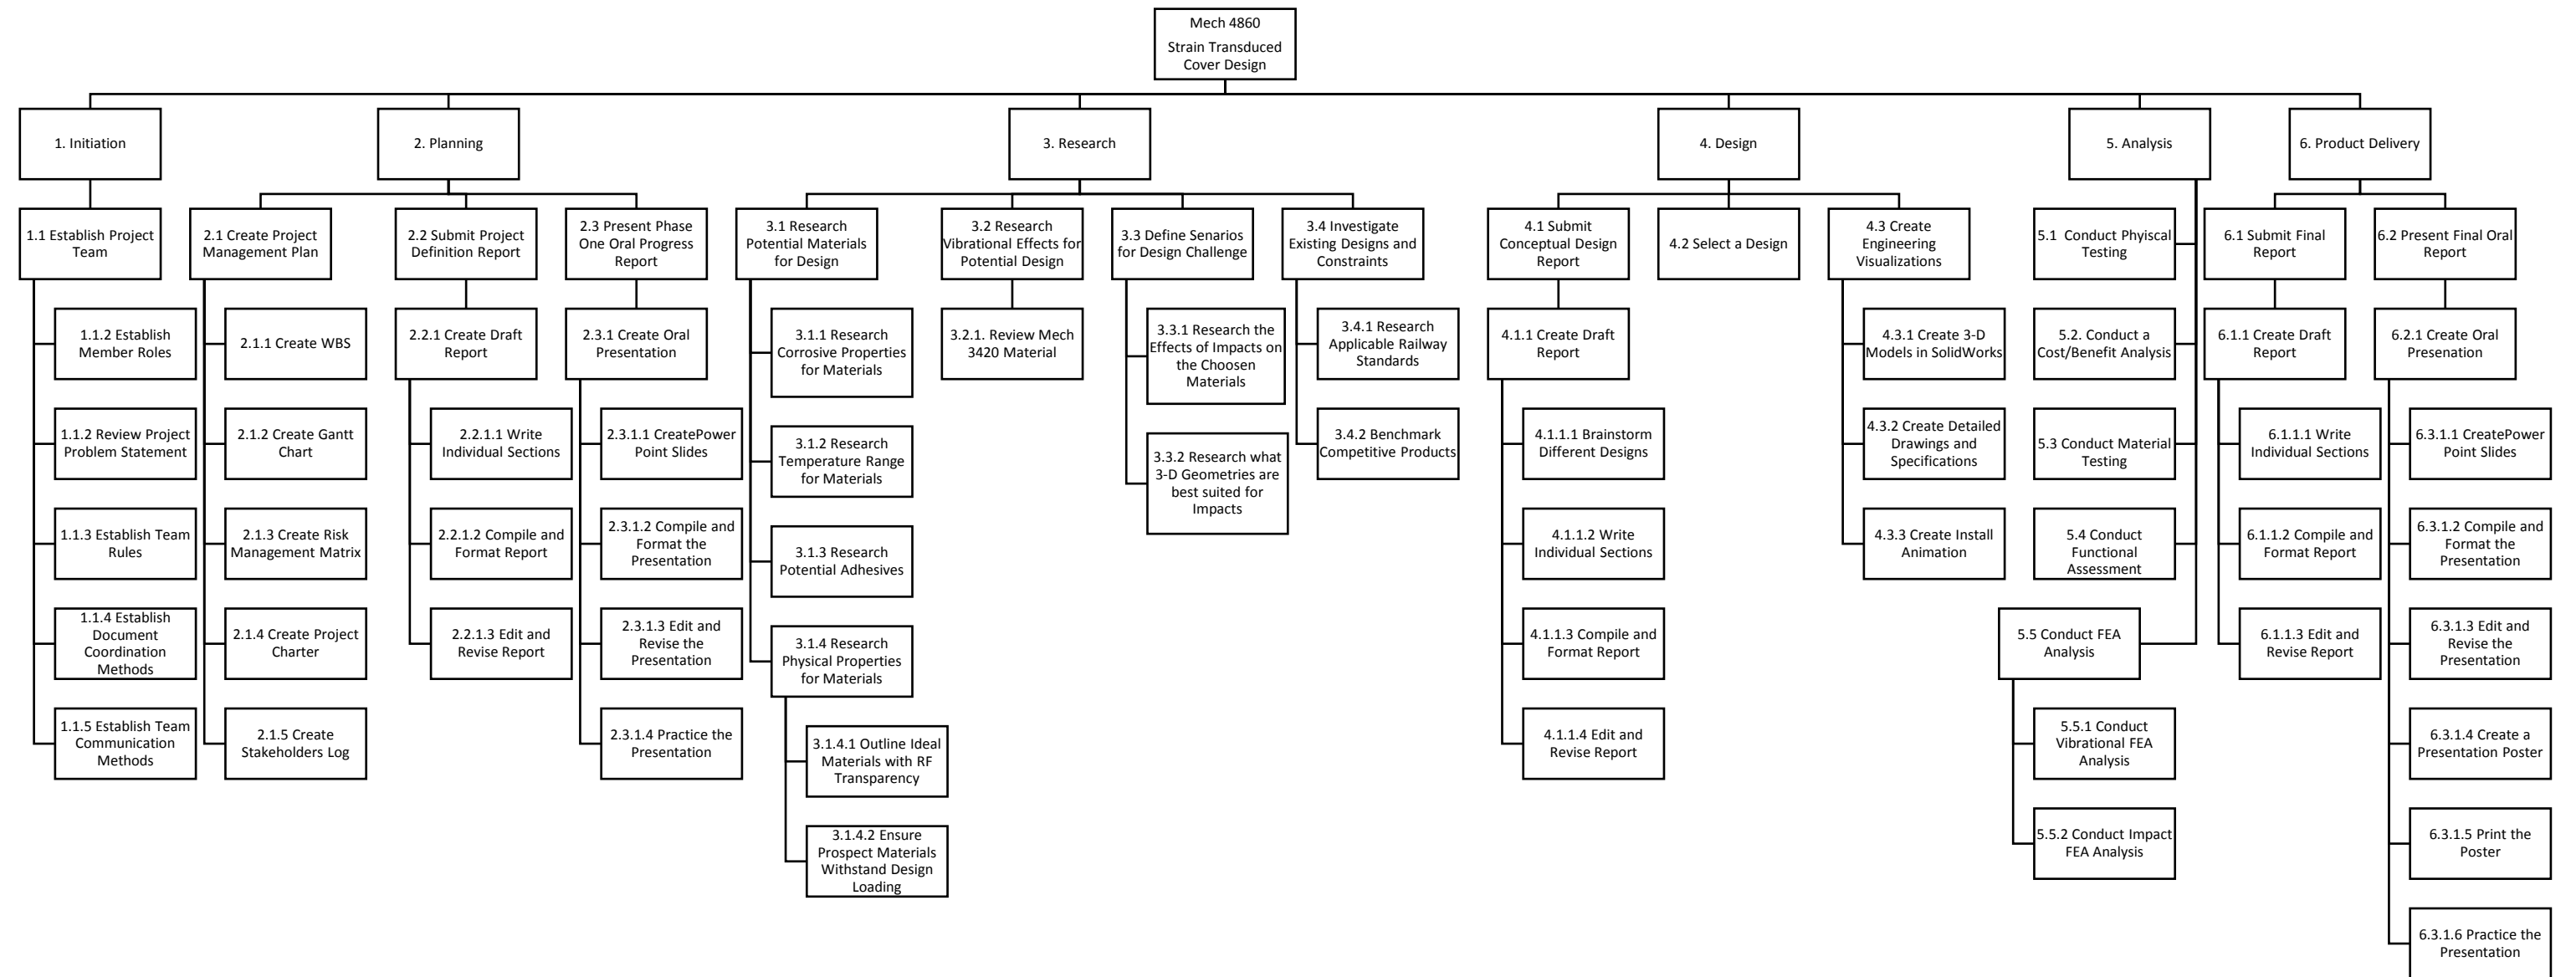 Mech 4860
Strain Transduced
Cover Design
1. Initiation
2. Planning
3. Research
4. Design
5. Analysis
6. Product Delivery
1.1 Establish Project
Team
2.1 Create Project
Management Plan
2.2 Submit Project
Definition Report
2.3 Present Phase
One Oral Progress
Report
3.1 Research
Potential Materials
for Design
3.2 Research
Vibrational Effects for
Potential Design
3.3 Define Senarios
for Design Challenge
3.4 Investigate
Existing Designs and
Constraints
4.1 Submit
Conceptual Design
Report
4.2 Select a Design
4.3 Create
Engineering
Visualizations
5.1 Conduct Phyiscal
Testing
6.1 Submit Final
Report
6.2 Present Final Oral
Report
1.1.2 Establish
Member Roles
2.1.1 Create WBS
2.2.1 Create Draft
Report
2.3.1 Create Oral
Presentation
3.1.1 Research
Corrosive Properties
for Materials
3.2.1. Review Mech
3420 Material
3.3.1 Research the
Effects of Impacts on
the Choosen
Materials
3.4.1 Research
Applicable Railway
Standards
4.1.1 Create Draft
Report
4.3.1 Create 3-D
Models in SolidWorks
5.2. Conduct a
Cost/Benefit Analysis
6.1.1 Create Draft
Report
6.2.1 Create Oral
Presenation
1.1.2 Review Project
Problem Statement
2.1.2 Create Gantt
Chart
2.2.1.1 Write
Individual Sections
2.3.1.1 CreatePower
Point Slides
3.1.2 Research
Temperature Range
for Materials
3.3.2 Research what
3-D Geometries are
best suited for
Impacts
3.4.2 Benchmark
Competitive Products
4.1.1.1 Brainstorm
Different Designs
4.3.2 Create Detailed
Drawings and
Specifications
5.3 Conduct Material
Testing
6.1.1.1 Write
Individual Sections
6.3.1.1 CreatePower
Point Slides
1.1.3 Establish Team
Rules
2.1.3 Create Risk
Management Matrix
2.2.1.2 Compile and
Format Report
2.3.1.2 Compile and
Format the
Presentation
3.1.3 Research
Potential Adhesives
4.1.1.2 Write
Individual Sections
4.3.3 Create Install
Animation
5.4 Conduct
Functional
Assessment
6.1.1.2 Compile and
Format Report
6.3.1.2 Compile and
Format the
Presentation
1.1.4 Establish
Document
Coordination
Methods
2.1.4 Create Project
Charter
2.2.1.3 Edit and
Revise Report
2.3.1.3 Edit and
Revise the
Presentation
3.1.4 Research
Physical Properties
for Materials
4.1.1.3 Compile and
Format Report
5.5 Conduct FEA
Analysis
6.1.1.3 Edit and
Revise Report
6.3.1.3 Edit and
Revise the
Presentation
1.1.5 Establish Team
Communication
Methods
2.1.5 Create
Stakeholders Log
2.3.1.4 Practice the
Presentation
3.1.4.1 Outline Ideal
Materials with RF
Transparency
4.1.1.4 Edit and
Revise Report
5.5.1 Conduct
Vibrational FEA
Analysis
6.3.1.4 Create a
Presentation Poster
3.1.4.2 Ensure
Prospect Materials
Withstand Design
Loading
5.5.2 Conduct Impact
FEA Analysis
6.3.1.5 Print the
Poster
6.3.1.6 Practice the
Presentation